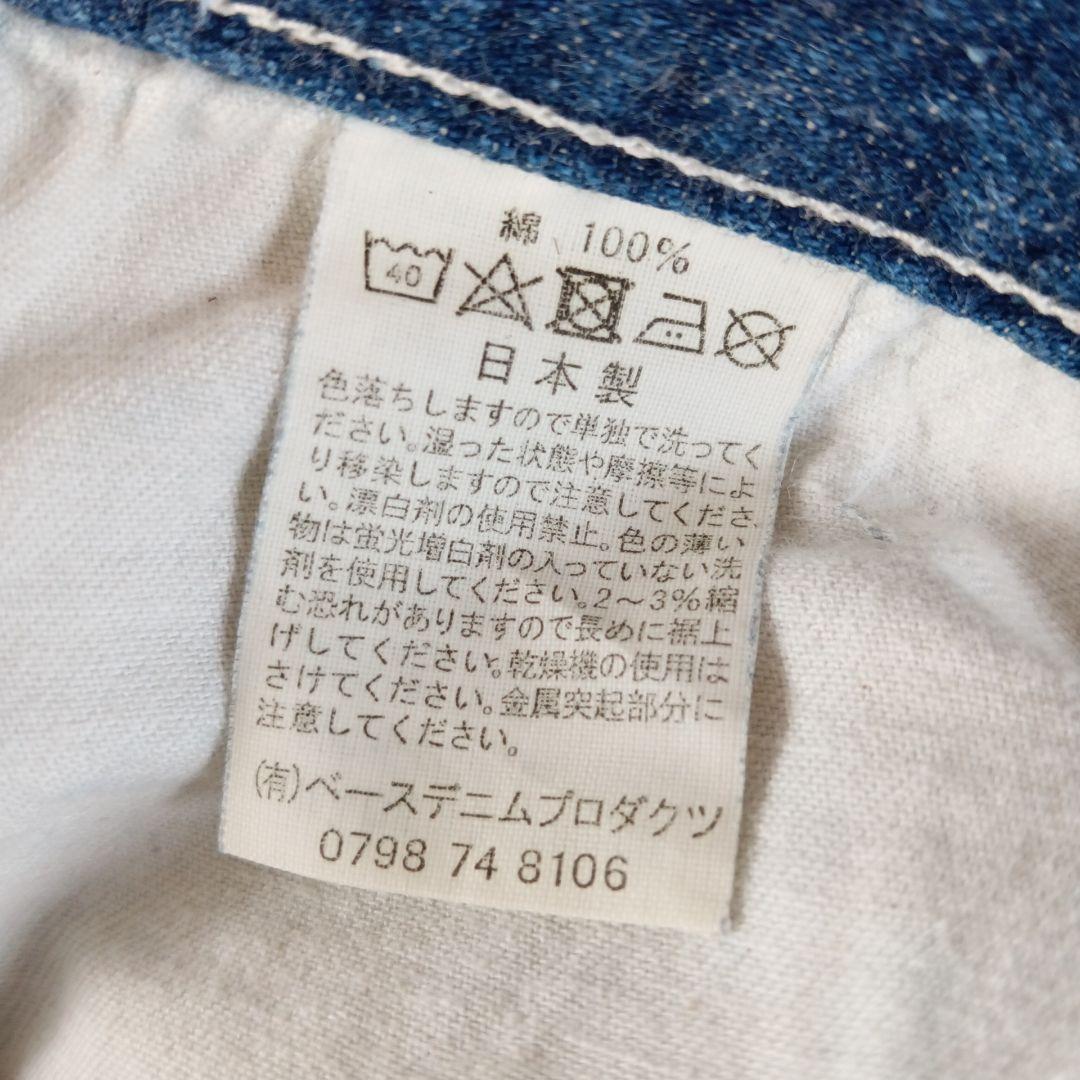 綿 100%
40
日本製
色落ちしますので単独で洗ってく
ださい。湿った状態や摩擦等によ
り移染しますので注意してくださ
い。漂白剤の使用禁止。色の薄い
物は蛍光増白剤の入っていない洗
剤を使用してください。2〜3%縮
む恐れがありますので長めに裾上
げしてください。乾燥機の使用は
さけてください。金属突起部分に
注意してください。
(有)ベースデニムプロダクツ
0798 74 8106